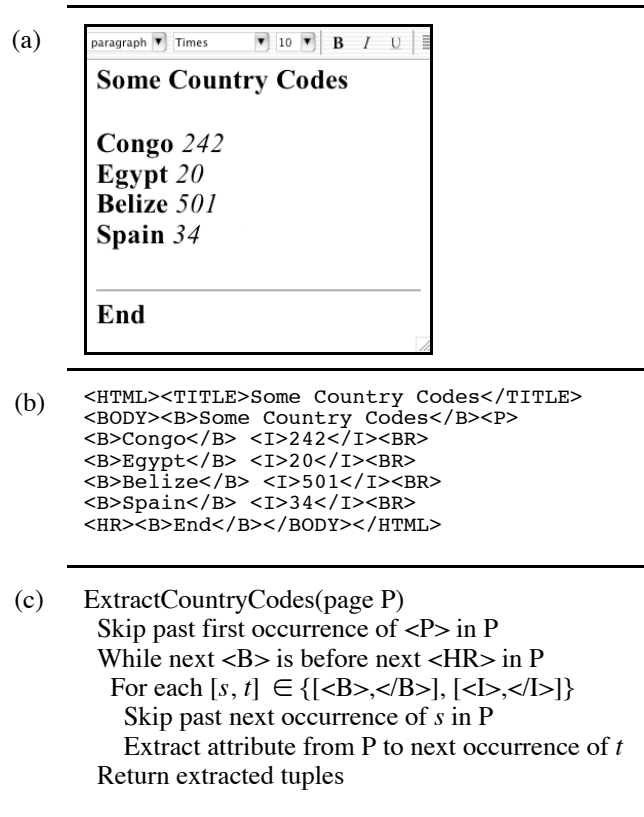 (a)
paragraph Times 10 B I U
Some Country Codes
Congo 242
Egypt 20
Belize 501
Spain 34
End
(b)
<HTML><TITLE>Some Country Codes</TITLE>
<BODY><B>Some Country Codes</B><P>
<B>Congo</B> <I>242</I><BR>
<B>Egypt</B> <I>20</I><BR>
<B>Belize</B> <I>501</I><BR>
<B>Spain</B> <I>34</I><BR>
<HR><B>End</B></BODY></HTML>
(c)
ExtractCountryCodes(page P)
Skip past first occurrence of <P> in P
While next <B> is before next <HR> in P
For each [s, t] ∈ {[<B>,</B>], [<I>,</I>]}
Skip past next occurrence of s in P
Extract attribute from P to next occurrence of t
Return extracted tuples